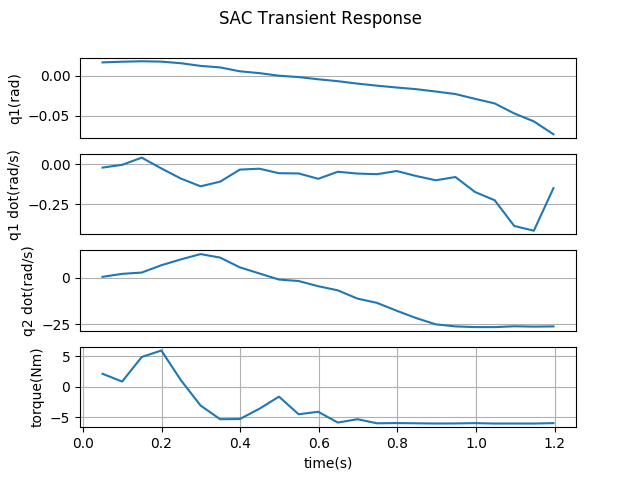 SAC Transient Response
q1(rad)
0.00
−0.05
q1 dot(rad/s)
0.00
−0.25
q2 dot(rad/s)
0
−25
torque(Nm)
5
0
−5
0.0 0.2 0.4 0.6 0.8 1.0 1.2
time(s)